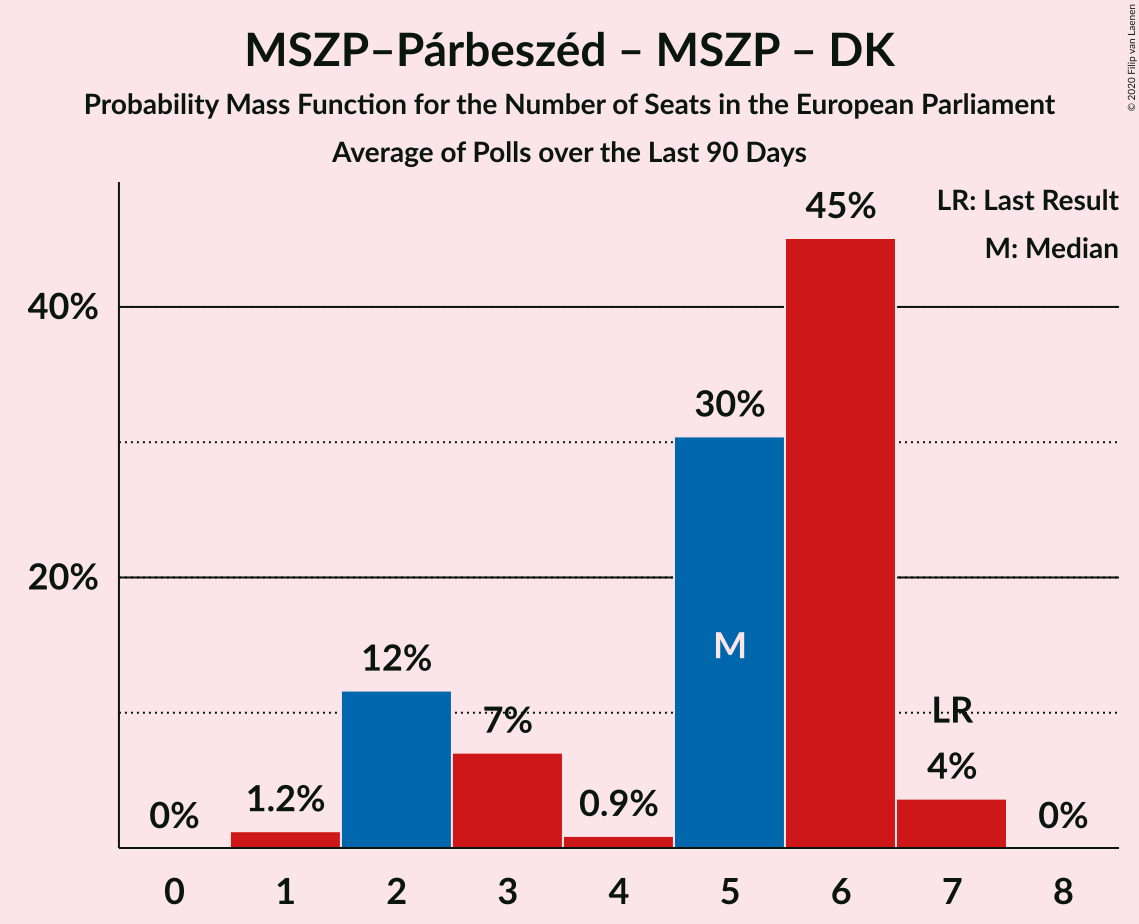 MSZP–Párbeszéd – MSZP – DK
Probability Mass Function for the Number of Seats in the European Parliament
Average of Polls over the Last 90 Days
© 2020 Filip van Laenen
LR: Last Result
M: Median
40%
20%
0%
1.2%
12%
7%
0.9%
30%
M
45%
LR
4%
0%
0 1 2 3 4 5 6 7 8